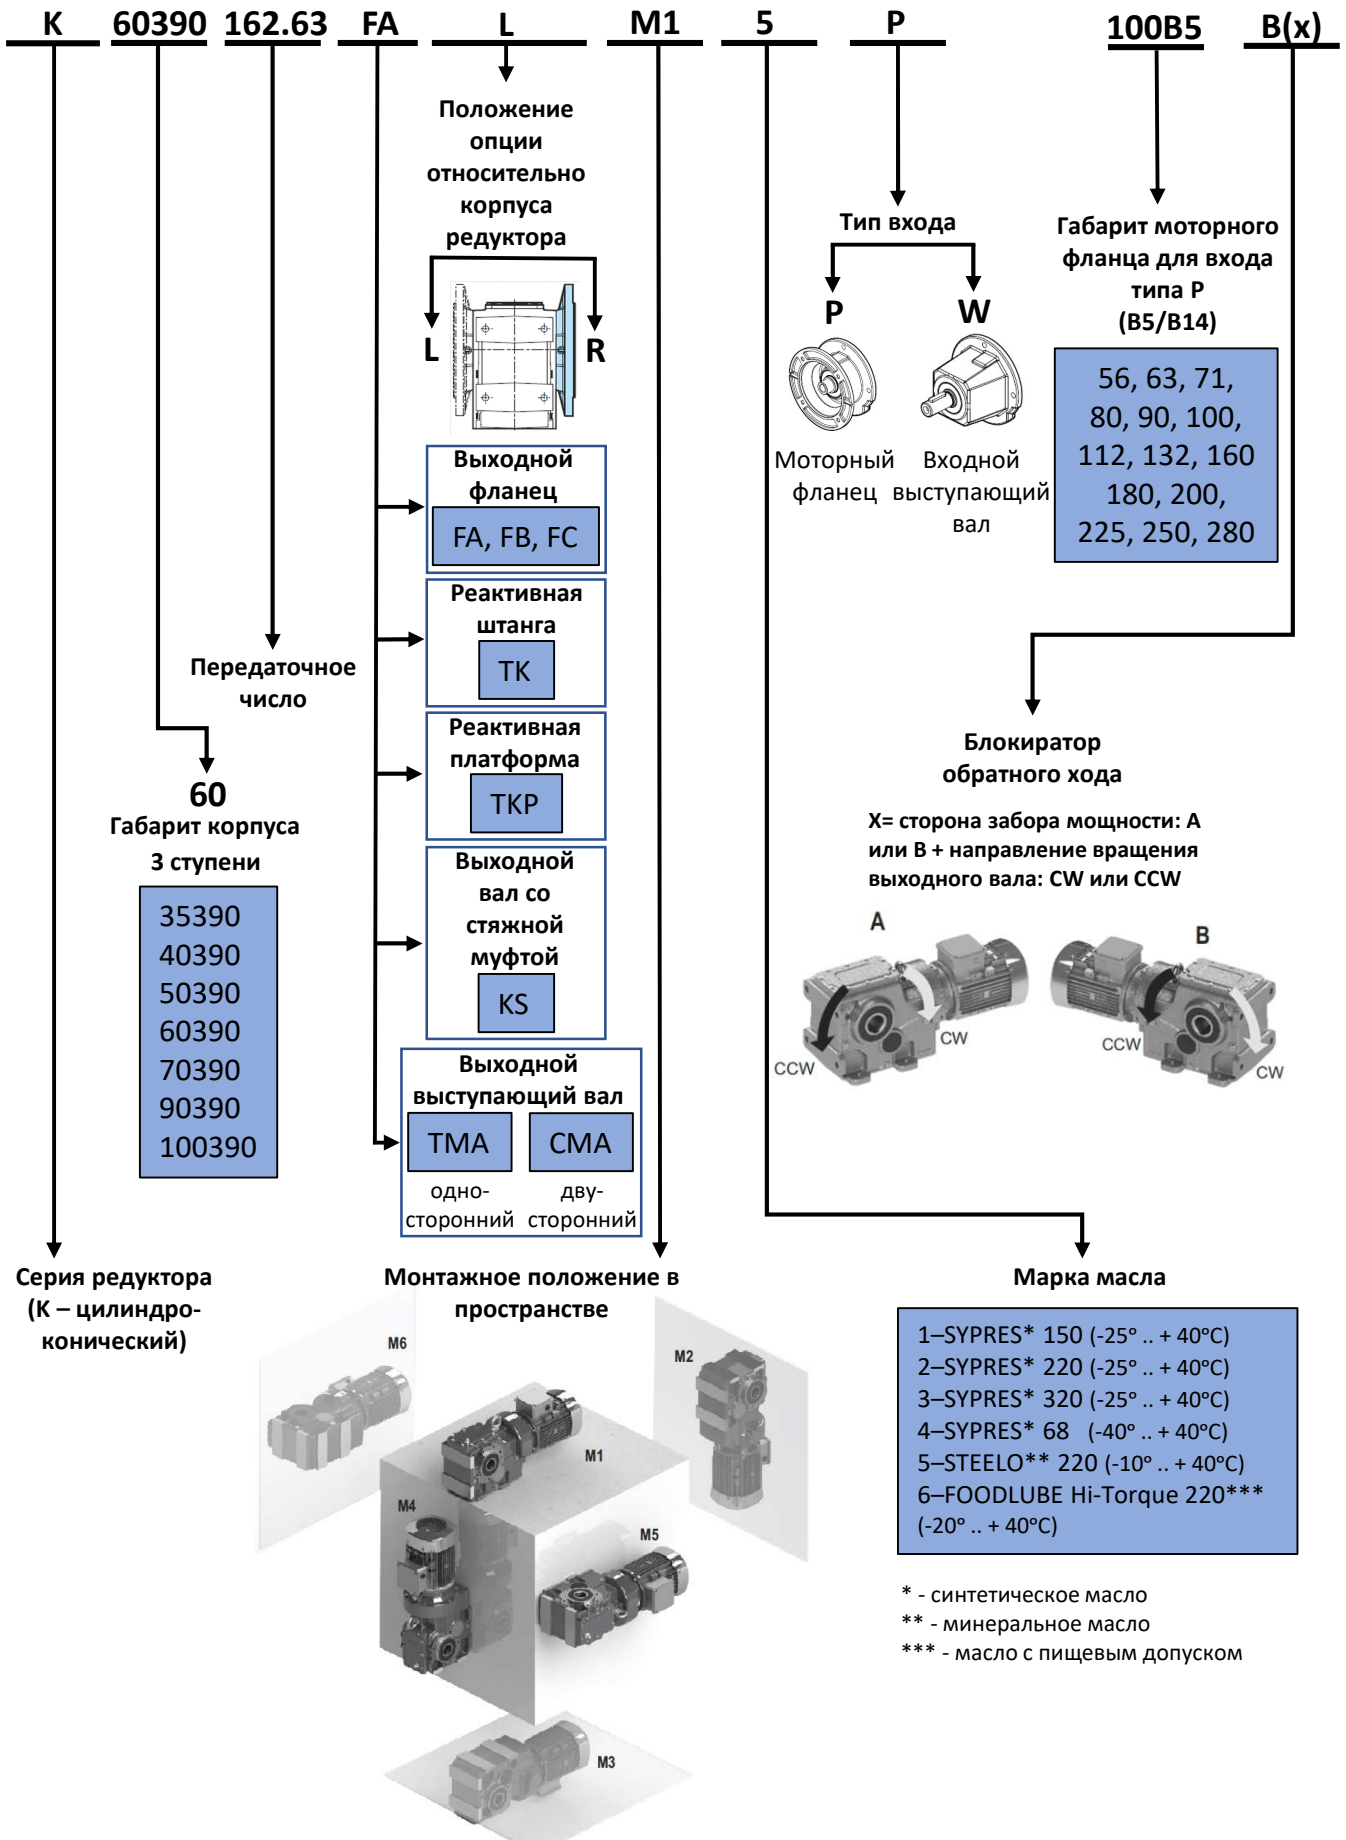 K 60390 162.63 FA L M1 5 P 100B5 B(x)
Положение
опции
относительно
корпуса
редуктора
L R
Выходной
фланец
FA, FB, FC
Реактивная
штанга
TK
Реактивная
платформа
TKP
Выходной
вал со
стяжной
муфтой
KS
Выходной
выступающий вал
TMA CMA
одно- дву-
сторонний сторонний
Тип входа
P W
Моторный Входной
фланец выступающий
вал
Габарит моторного
фланца для входа
типа P
(B5/B14)
56, 63, 71,
80, 90, 100,
112, 132, 160
180, 200,
225, 250, 280
Передаточное
число
60
Габарит корпуса
3 ступени
35390
40390
50390
60390
70390
90390
100390
Блокиратор
обратного хода
X= сторона забора мощности: А
или В + направление вращения
выходного вала: CW или CCW
A B
CCW CW CCW CW
Серия редуктора
(K – цилиндро-
конический)
Монтажное положение в
пространстве
M6
M2
M1
M4
M5
M3
Марка масла
1–SYPRES* 150 (-25° .. + 40°C)
2–SYPRES* 220 (-25° .. + 40°C)
3–SYPRES* 320 (-25° .. + 40°C)
4–SYPRES* 68 (-40° .. + 40°C)
5–STEELO** 220 (-10° .. + 40°C)
6–FOODLUBE Hi-Torque 220***
(-20° .. + 40°C)
* - синтетическое масло
** - минеральное масло
*** - масло с пищевым допуском